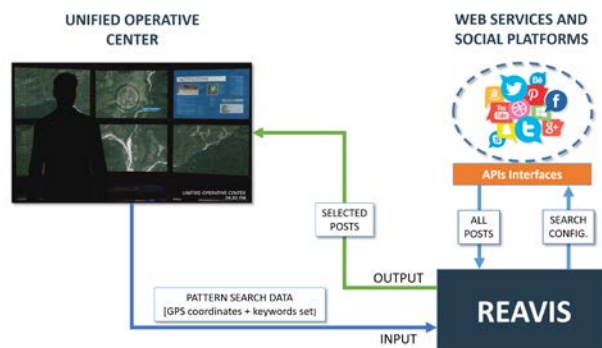 UNIFIED OPERATIVE
CENTER
WEB SERVICES AND
SOCIAL PLATFORMS
UNIFIED OPERATIVE CENTER
APIs Interfaces
SELECTED
POSTS
ALL
POSTS
SEARCH
CONFIG.
OUTPUT
PATTERN SEARCH DATA
[GPS coordinates + keywords set]
INPUT
REAVIS